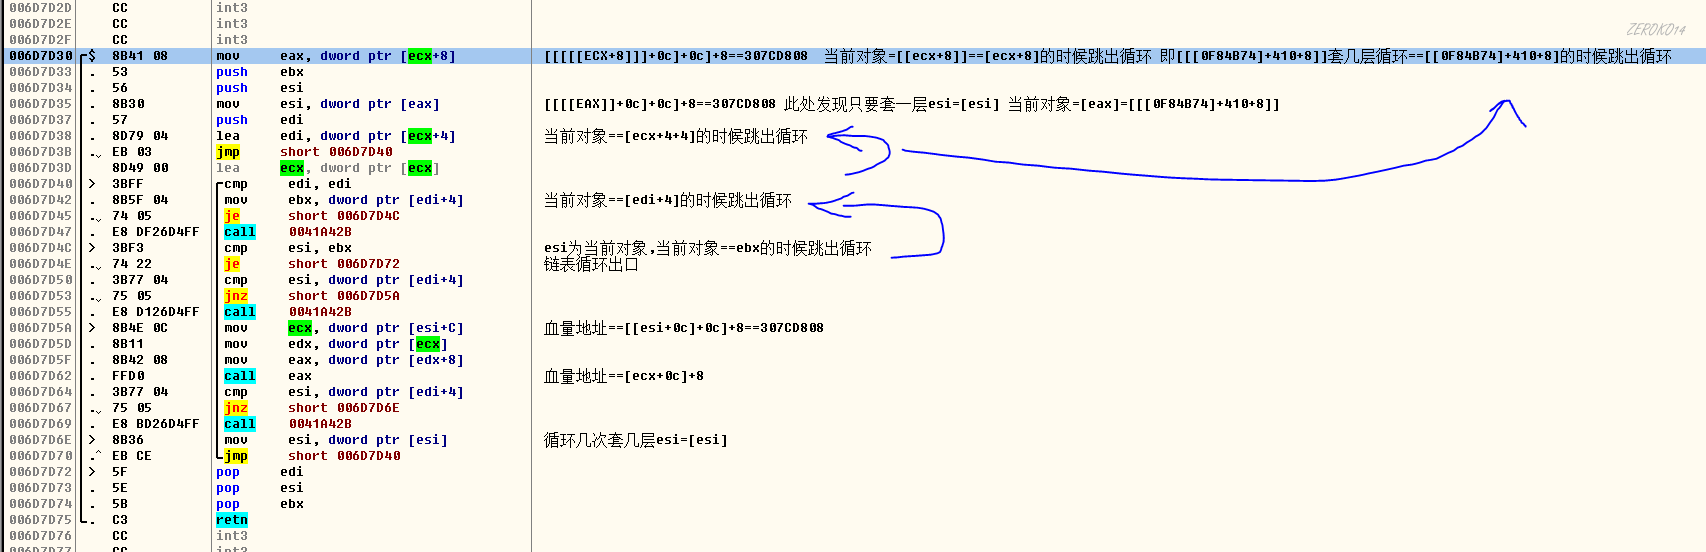 006D7D2D CC int3
006D7D2E CC int3
006D7D2F CC int3
ZEROKO14
006D7D30 $ 8B41 08 mov eax, dword ptr [ecx+8] [[[[[ECX+8]]]+0c]+0c]+8==307CD808 当前对象=[[ecx+8]]==[ecx+8]的时候跳出循环 即[[[0F84B74]+410+8]]套几层循环==[[0F84B74]+410+8]的时候跳出循环
006D7D33 . 53 push ebx
006D7D34 . 56 push esi
006D7D35 . 8B30 mov esi, dword ptr [eax] [[[[EAX]]+0c]+0c]+8==307CD808 此处发现只要套一层esi=[esi] 当前对象=[eax]=[[[0F84B74]+410+8]]
006D7D37 . 57 push edi
006D7D38 . 8D79 04 lea edi, dword ptr [ecx+4] 当前对象==[ecx+4+4]的时候跳出循环
006D7D3B . EB 03 jmp short 006D7D40
006D7D3D 8D49 00 lea ecx, dword ptr [ecx]
006D7D40 > 3BFF cmp edi, edi
006D7D42 . 8B5F 04 mov ebx, dword ptr [edi+4] 当前对象==[edi+4]的时候跳出循环
006D7D45 . 74 05 je short 006D7D4C
006D7D47 . E8 DF26D4FF call 0041A42B
006D7D4C > 3BF3 cmp esi, ebx esi为当前对象,当前对象==ebx的时候跳出循环
006D7D4E . 74 22 je short 006D7D72 链表循环出口
006D7D50 . 3B77 04 cmp esi, dword ptr [edi+4]
006D7D53 . 75 05 jnz short 006D7D5A
006D7D55 . E8 D126D4FF call 0041A42B
006D7D5A > 8B4E 0C mov ecx, dword ptr [esi+C] 血量地址==[[esi+0c]+0c]+8==307CD808
006D7D5D . 8B11 mov edx, dword ptr [ecx]
006D7D5F . 8B42 08 mov eax, dword ptr [edx+8]
006D7D62 . FFD0 call eax 血量地址==[ecx+0c]+8
006D7D64 . 3B77 04 cmp esi, dword ptr [edi+4]
006D7D67 . 75 05 jnz short 006D7D6E
006D7D69 . E8 BD26D4FF call 0041A42B
006D7D6E > 8B36 mov esi, dword ptr [esi] 循环几次套几层esi=[esi]
006D7D70 .^ EB CE jmp short 006D7D40
006D7D72 > 5F pop edi
006D7D73 . 5E pop esi
006D7D74 . 5B pop ebx
006D7D75 . C3 retn
006D7D76 CC int3
006D7D77 CC int3